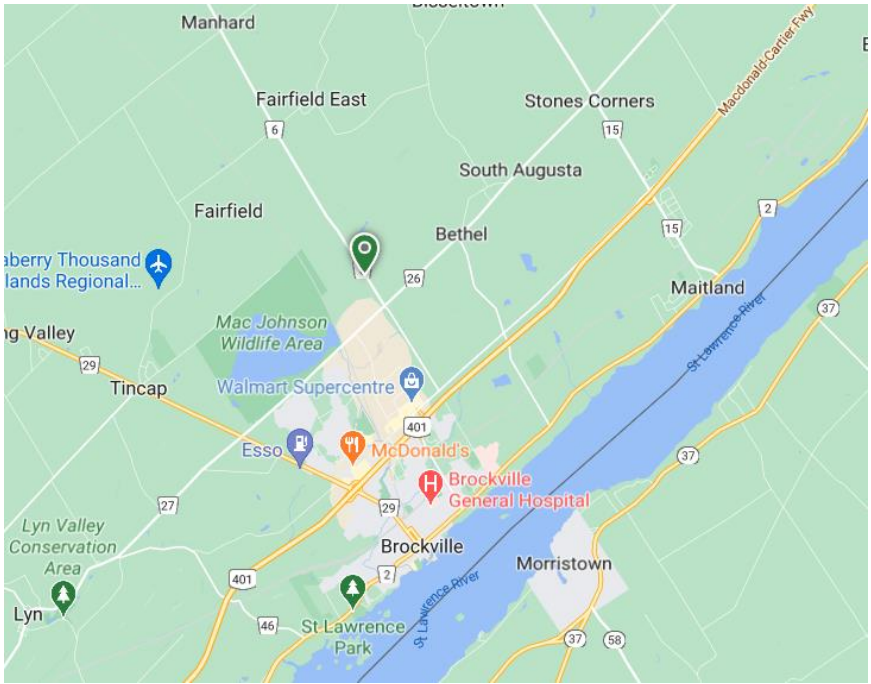 Manhard
Macdonald-Cartier Fwy
Fairfield East
Stones Corners
6
15
South Augusta
Fairfield
2
Bethel
15
aberry Thousand
lands Regional...
26
Maitland
St Lawrence River
37
Mac Johnson
Wildlife Area
ng Valley
29
Tincap
Walmart Supercentre
401
Esso
McDonald's
37
Brockville
General Hospital
27
29
Lyn Valley
Conservation
Area
Brockville
Morristown
401
2
St Lawrence River
Lyn
46
St Lawrence
Park
37
58